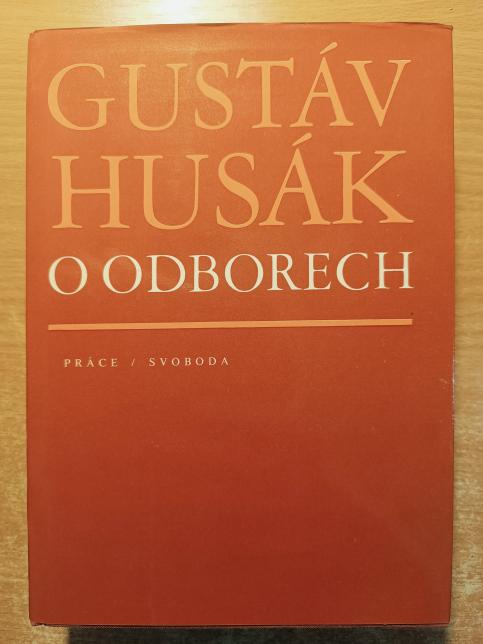 GUSTÁV
HUSÁK
O ODBORECH
PRÁCE / SVOBODA